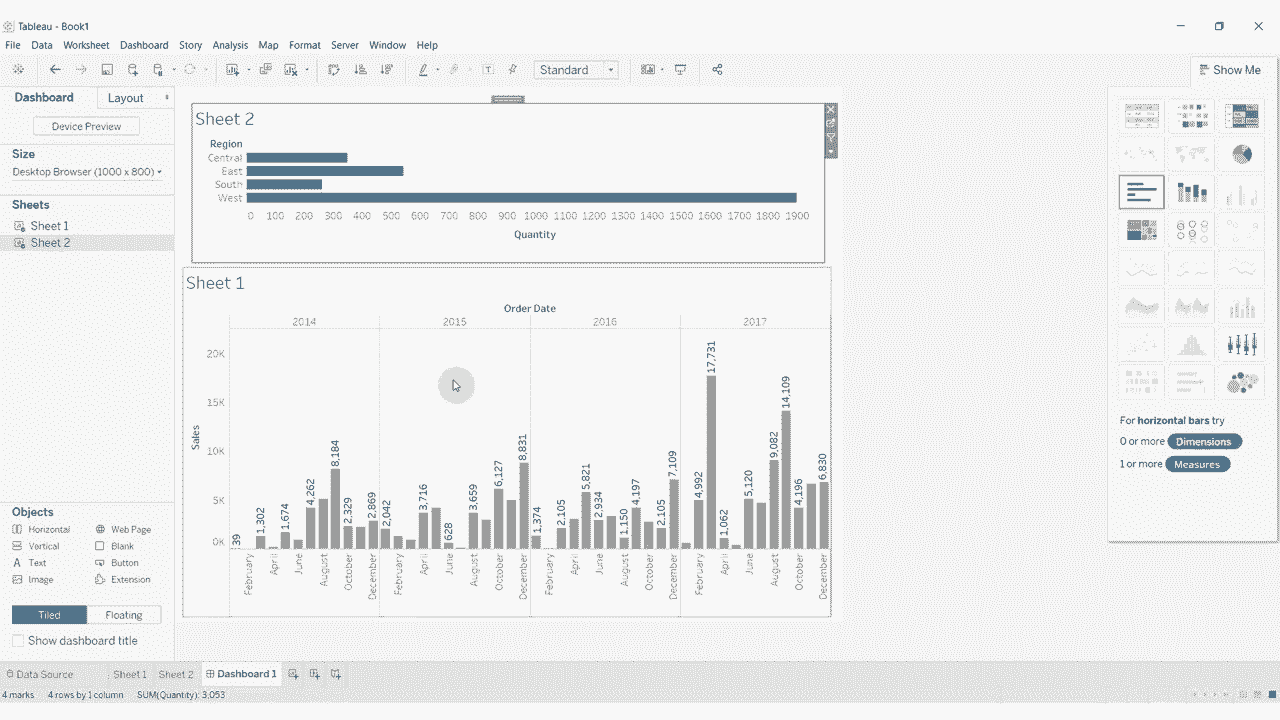 Tableau - Book1
File Data Worksheet Dashboard Story Analysis Map Format Server Window Help
Standard
Show Me
Dashboard Layout
Device Preview
Size
Desktop Browser (1000 x 800)
Sheets
Sheet 1
Sheet 2
Sheet 2
Region
Central
East
South
West
0 100 200 300 400 500 600 700 800 900 1000 1100 1200 1300 1400 1500 1600 1700 1800 1900
Quantity
Sheet 1
Order Date
2014 2015 2016 2017
Sales
20K
15K
10K
5K
0K
39 1,302 1,674 4,262 8,184 2,329 2,869 2,042 3,716 628 3,659 6,127 8,831 1,374 2,105 5,821 2,934 1,150 4,197 2,105 7,109 4,992 17,731 1,062 5,120 9,082 14,109 4,196 6,830
February April June August October December February April June August October December February April June August October December February April June August October December
For horizontal bars try
0 or more Dimensions
1 or more Measures
Objects
Horizontal Web Page
Vertical Blank
Text Button
Image Extension
Tiled Floating
Show dashboard title
Data Source Sheet 1 Sheet 2 Dashboard 1
4 marks 4 rows by 1 column SUM(Quantity): 3,053